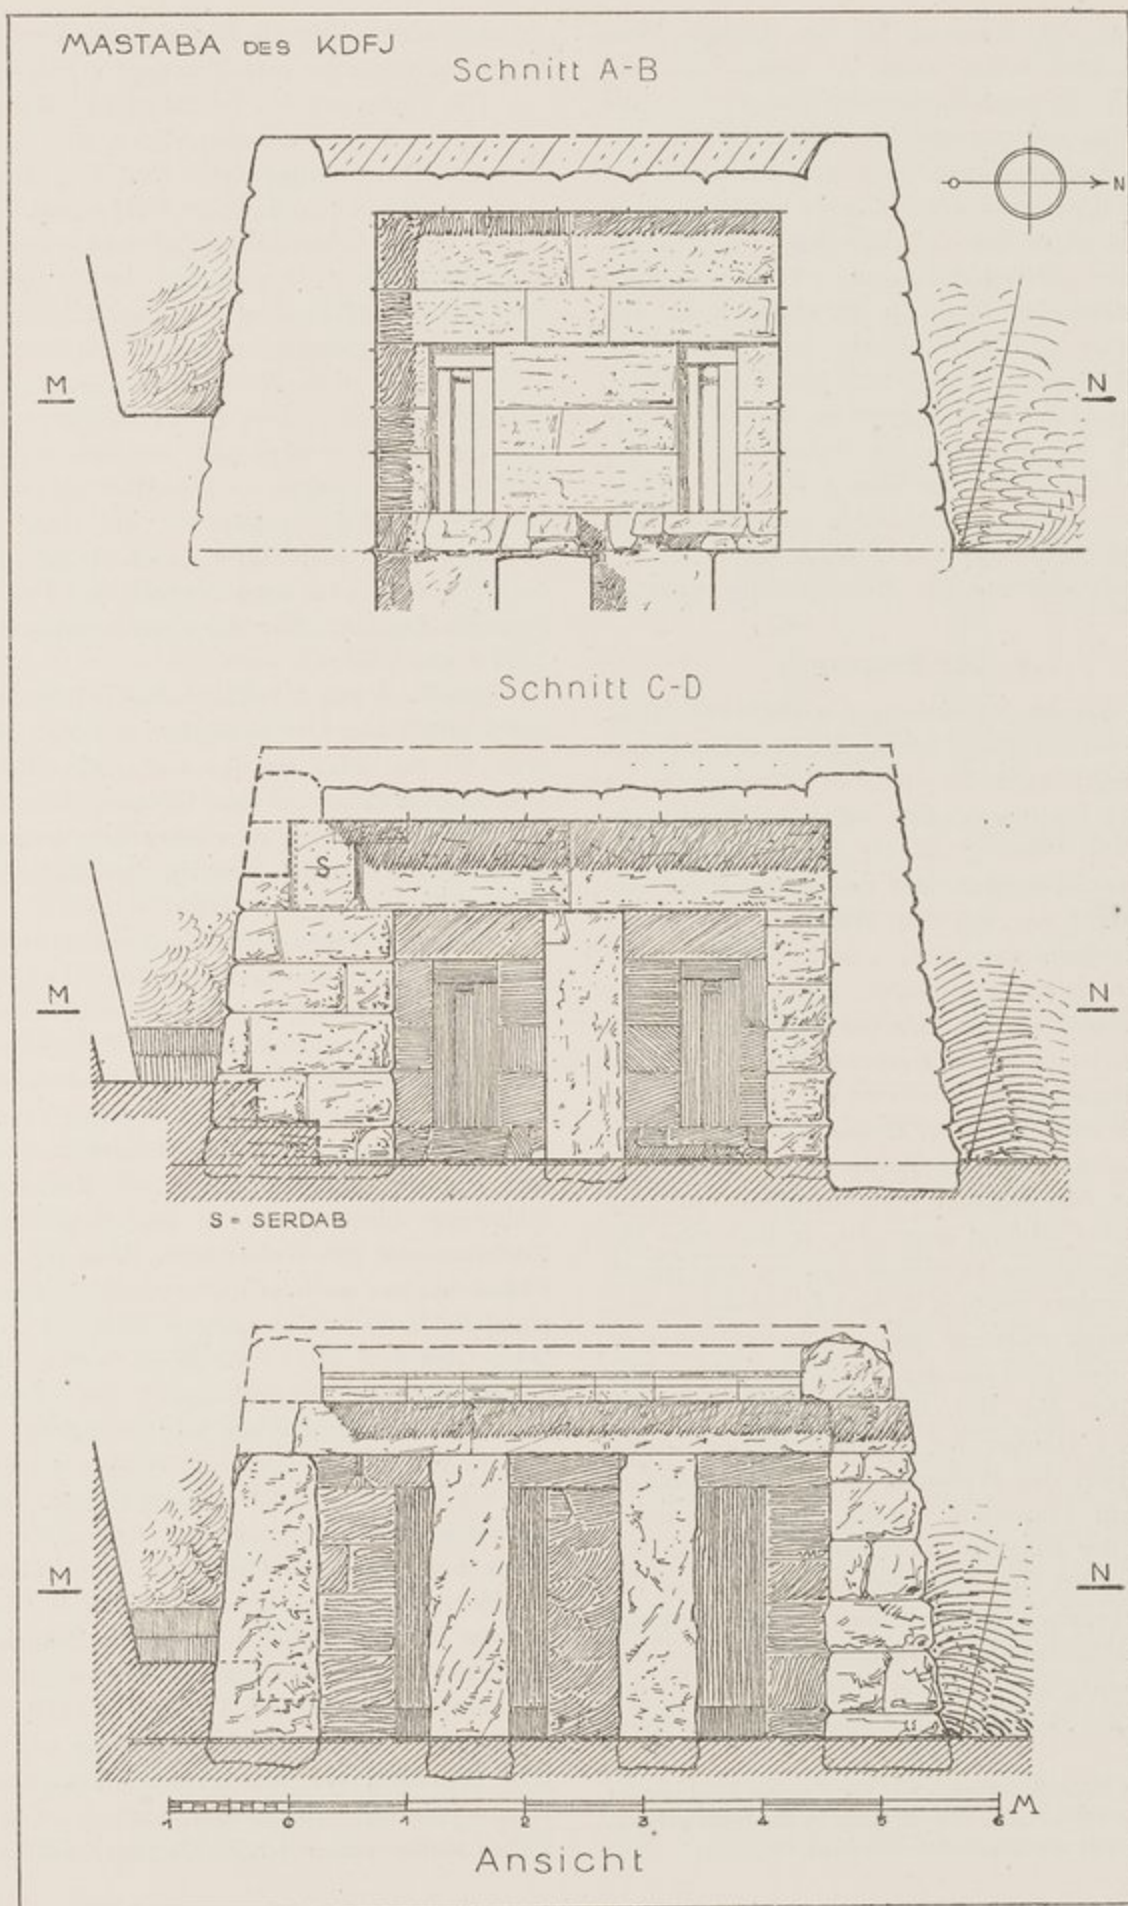 MASTABA DES KDFJ
Schnitt A-B
N
M
N
Schnitt C-D
S
M
N
S = SERDAB
M
N
1 0 1 2 3 4 5 6 M
Ansicht